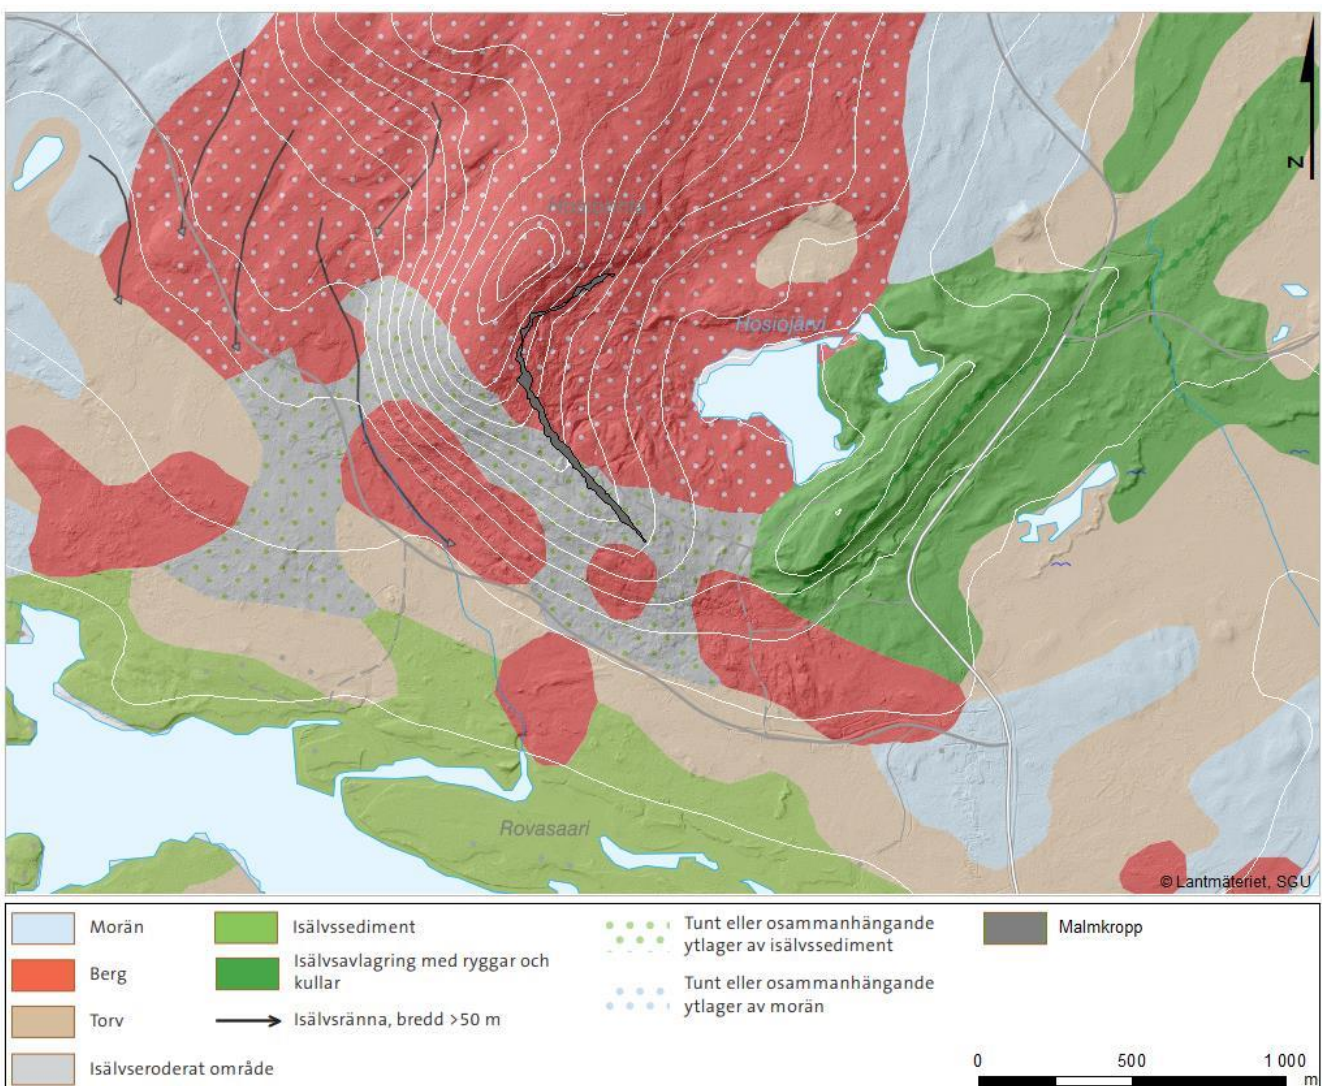 N
Hosiojärvi
Rovasaari
© Lantmäteriet, SGU
Morän
Berg
Torv
Isälvseroderat område
Isälvssediment
Isälvsavlagring med ryggar och
kullar
Isälvsränna, bredd >50 m
Tunt eller osammanhängande
ytlager av isälvssediment
Tunt eller osammanhängande
ytlager av morän
Malmkropp
0 500 1 000
m